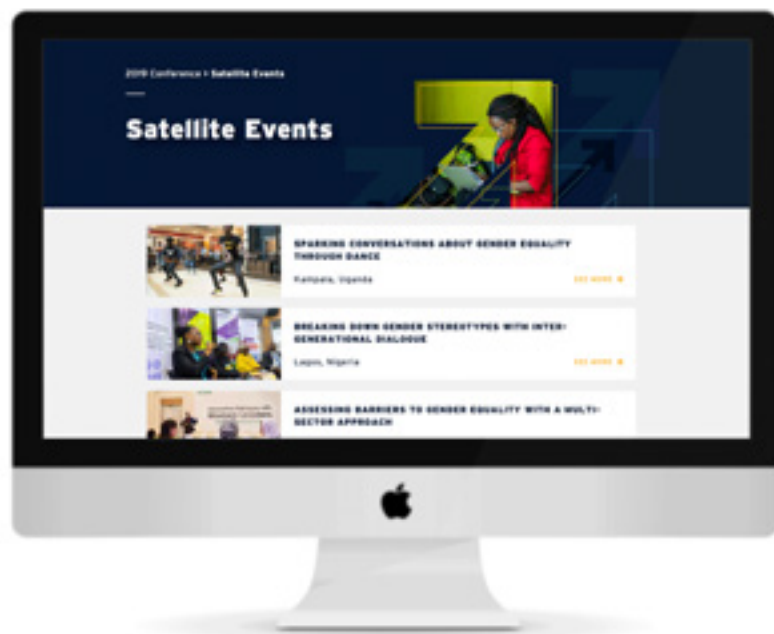 2019 Conference > Satellite Events
Satellite Events
SPARKING CONVERSATIONS ABOUT GENDER EQUALITY
THROUGH DANCE
Kampala, Uganda
SEE MORE
BREAKING DOWN GENDER STEREOTYPES WITH INTER-
GENERATIONAL DIALOGUE
Lagos, Nigeria
SEE MORE
ASSESSING BARRIERS TO GENDER EQUALITY WITH A MULTI-
SECTOR APPROACH